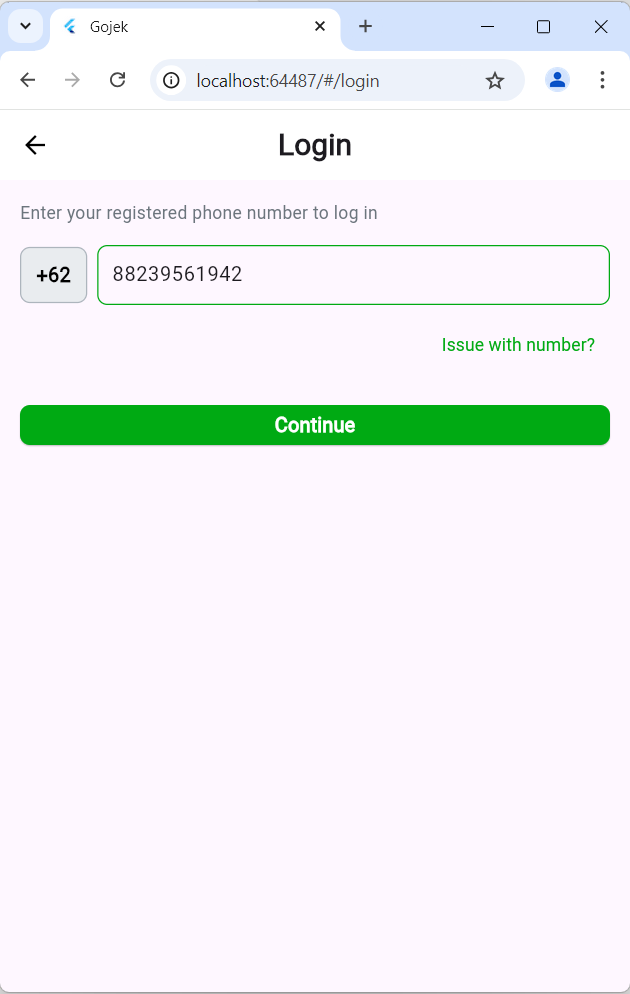 Gojek
localhost:64487/#/login
Login
Enter your registered phone number to log in
+62 88239561942
Issue with number?
Continue